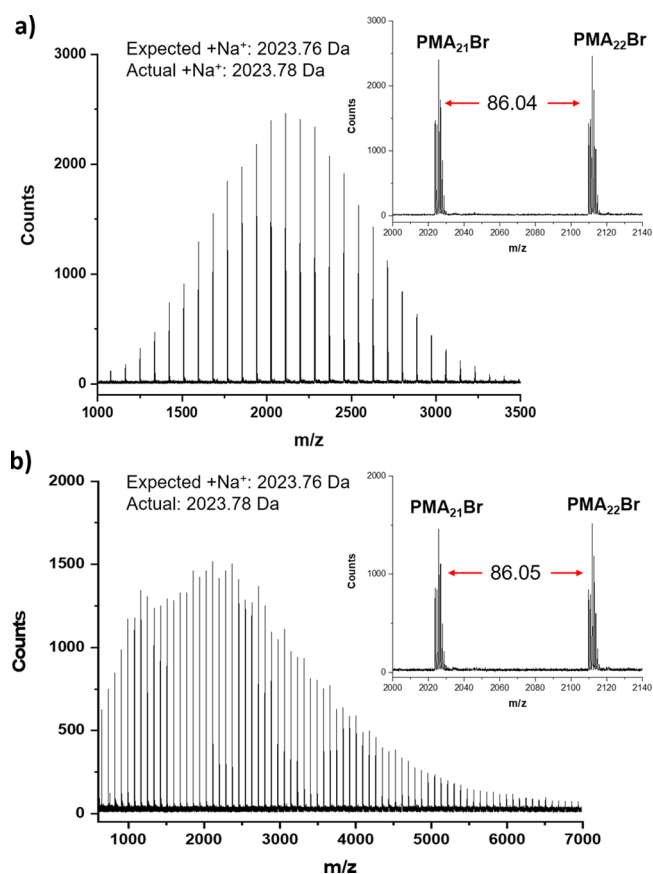 a)
Expected +Na⁺: 2023.76 Da
Actual +Na⁺: 2023.78 Da
Counts
3000
2000
1000
0
1000
1500
2000
2500
3000
3500
m/z
PMA₂₁Br
PMA₂₂Br
86.04
Counts
3000
2000
1000
0
2000
2020
2040
2060
2080
2100
2120
2140
m/z
b)
Expected +Na⁺: 2023.76 Da
Actual: 2023.78 Da
Counts
2000
1500
1000
500
0
1000
2000
3000
4000
5000
6000
7000
m/z
PMA₂₁Br
PMA₂₂Br
86.05
Counts
2000
1000
0
2000
2020
2040
2060
2080
2100
2120
2140
m/z